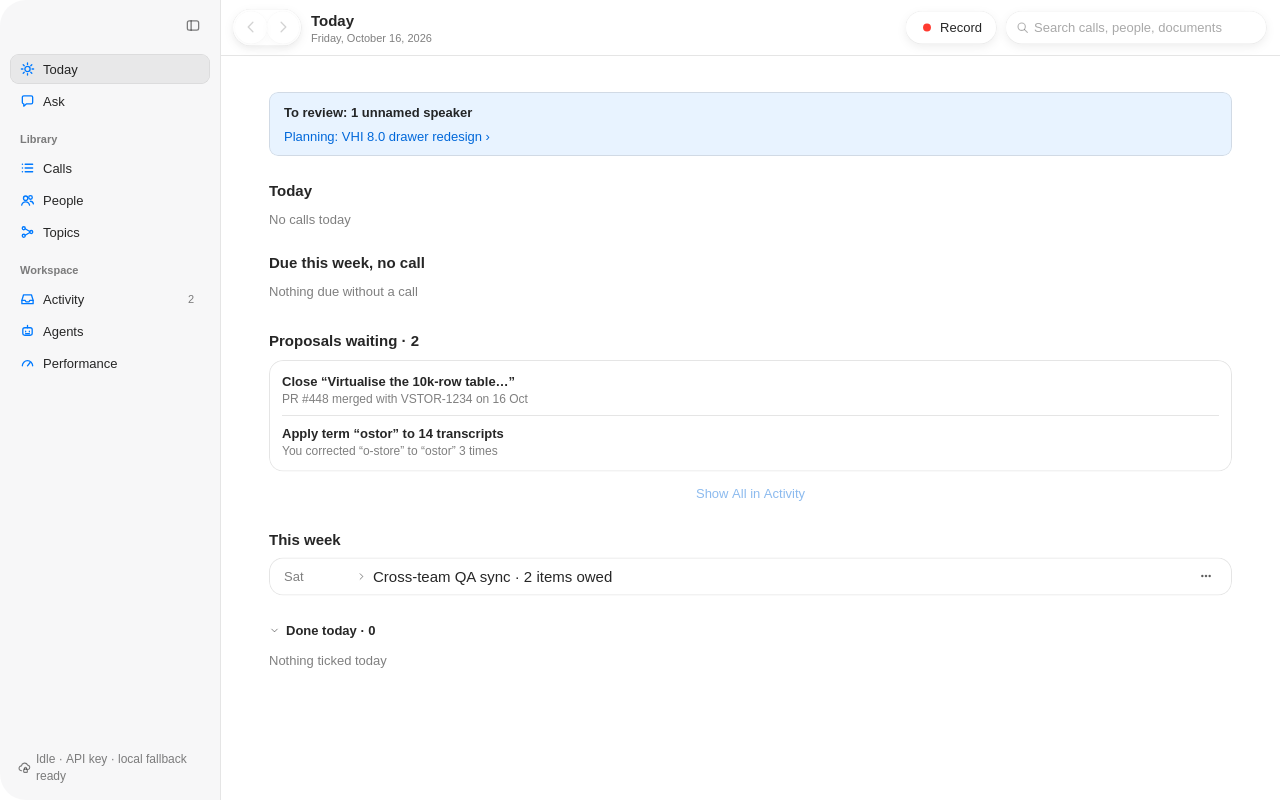 Today
Ask
Library
Calls
People
Topics
Workspace
Activity 2
Agents
Performance
Idle · API key · local fallback
ready
Today
Friday, October 16, 2026
Record
Search calls, people, documents
To review: 1 unnamed speaker
Planning: VHI 8.0 drawer redesign ›
Today
No calls today
Due this week, no call
Nothing due without a call
Proposals waiting · 2
Close “Virtualise the 10k-row table…”
PR #448 merged with VSTOR-1234 on 16 Oct
Apply term “ostor” to 14 transcripts
You corrected “o-store” to “ostor” 3 times
Show All in Activity
This week
Sat Cross-team QA sync · 2 items owed
Done today · 0
Nothing ticked today